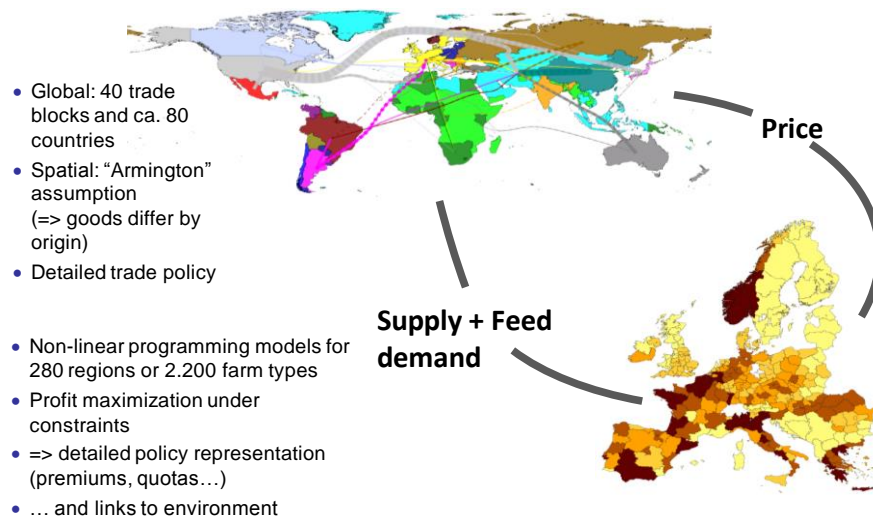 • Global: 40 trade
blocks and ca. 80
countries
• Spatial: “Armington”
assumption
(=> goods differ by
origin)
• Detailed trade policy
Price
Supply + Feed
demand
• Non-linear programming models for
280 regions or 2.200 farm types
• Profit maximization under
constraints
• => detailed policy representation
(premiums, quotas…)
• … and links to environment